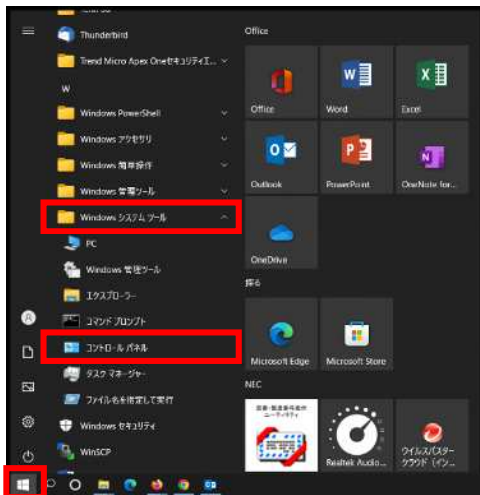 Thunderbird
Trend Micro Apex Oneセキュリティエ...
W
Windows PowerShell
Windows アクセサリ
Windows 簡単操作
Windows 管理ツール
Windows システム ツール
PC
Windows 管理ツール
エクスプローラー
コマンド プロンプト
コントロール パネル
タスク マネージャー
ファイル名を指定して実行
Windows セキュリティ
WinSCP
Office
Office
Word
Excel
Outlook
PowerPoint
OneNote for...
OneDrive
探る
Microsoft Edge
Microsoft Store
NEC
ユーティリティ
Realtek Audio...
ウイルスバスター
クラウド (イン...